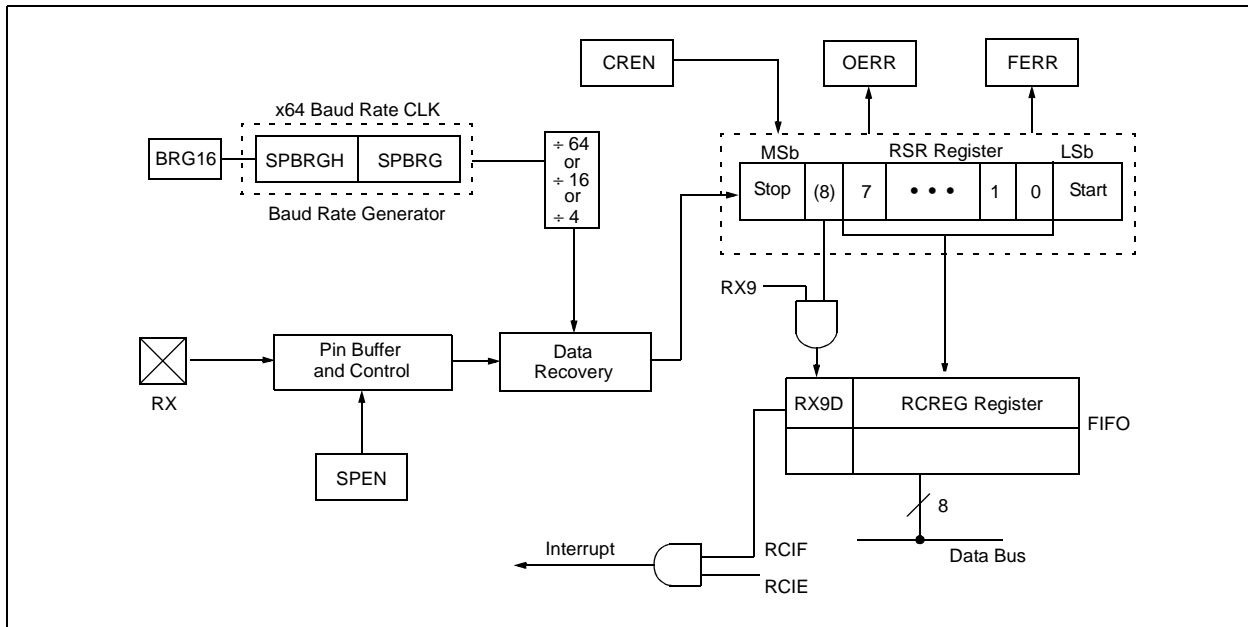 CREN
OERR
FERR
x64 Baud Rate CLK
BRG16
SPBRGH
SPBRG
Baud Rate Generator
÷ 64
or
÷ 16
or
÷ 4
MSb
RSR Register
LSb
Stop
(8)
7
• • •
1
0
Start
RX9
RX
Pin Buffer
and Control
Data
Recovery
SPEN
RX9D
RCREG Register
FIFO
8
Data Bus
Interrupt
RCIF
RCIE